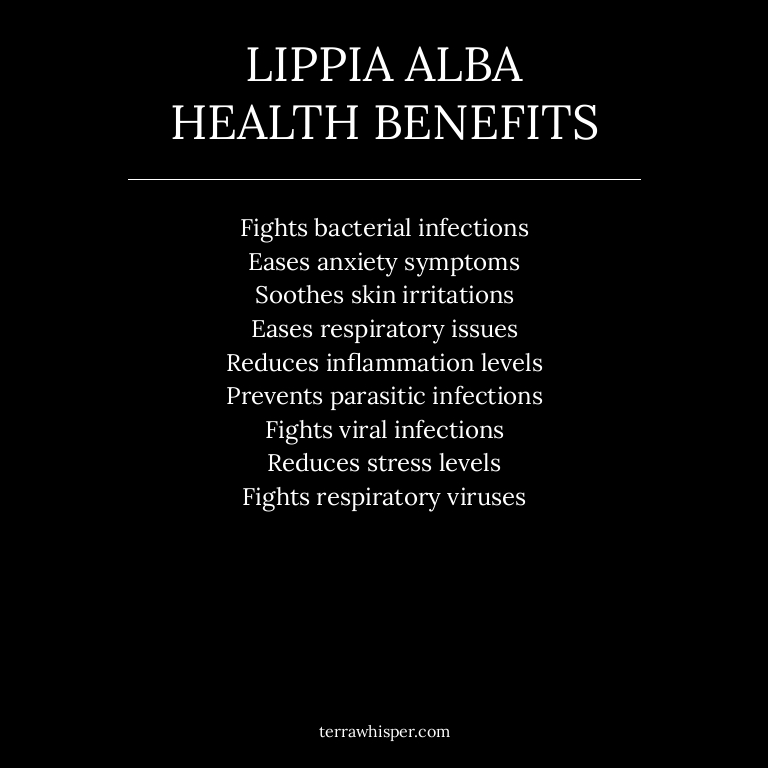 LIPPIA ALBA
HEALTH BENEFITS
Fights bacterial infections
Eases anxiety symptoms
Soothes skin irritations
Eases respiratory issues
Reduces inflammation levels
Prevents parasitic infections
Fights viral infections
Reduces stress levels
Fights respiratory viruses
terrawhisper.com